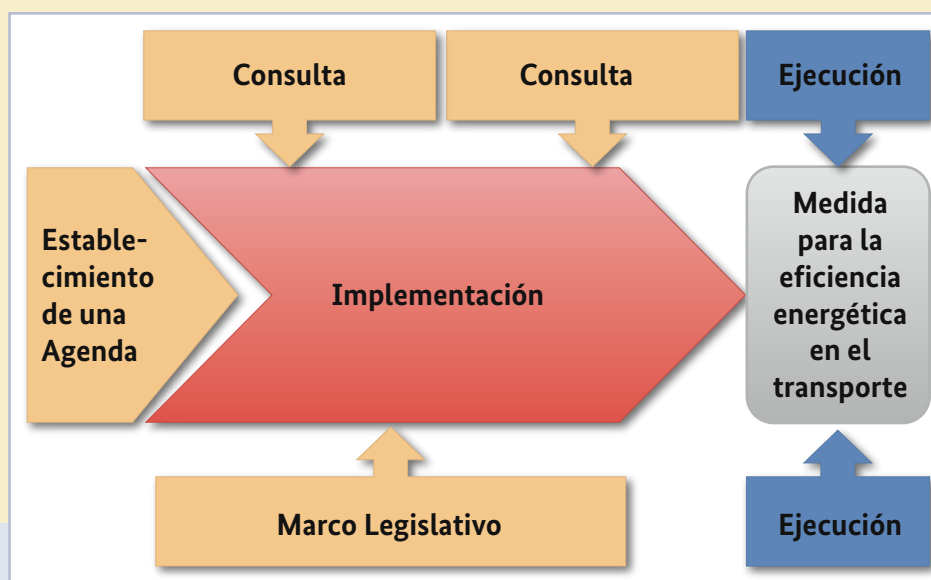 Consulta
Consulta
Ejecución
Estable-
cimiento
de una
Agenda
Implementación
Medida
para la
eficiencia
energética
en el
transporte
Marco Legislativo
Ejecución